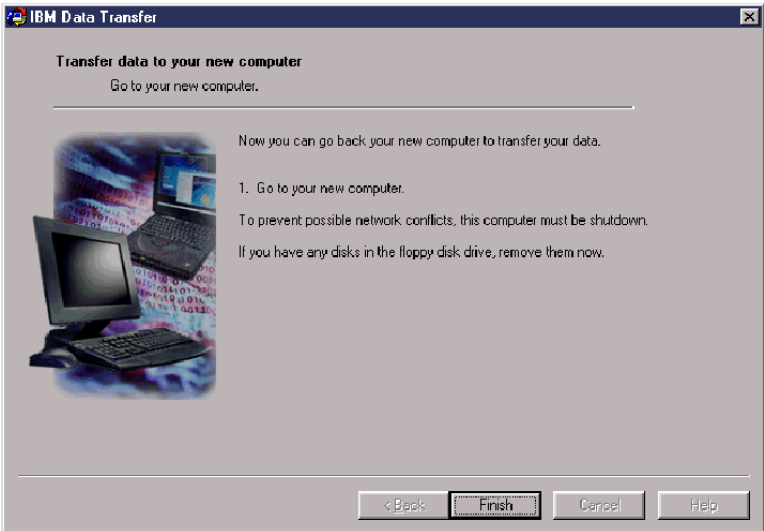 IBM Data Transfer
Transfer data to your new computer
Go to your new computer.
Now you can go back your new computer to transfer your data.
1. Go to your new computer.
To prevent possible network conflicts, this computer must be shutdown.
If you have any disks in the floppy disk drive, remove them now.
< Back Finish Cancel Help